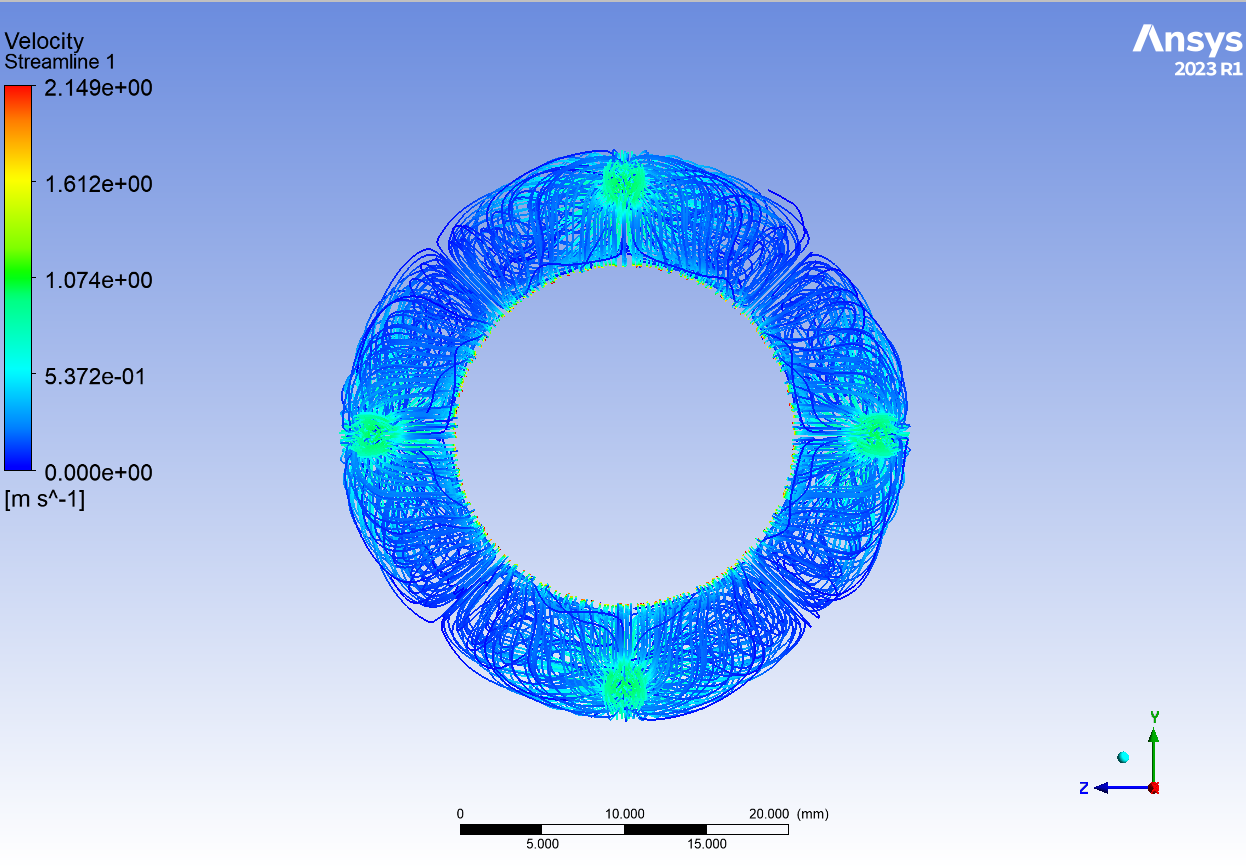 Velocity
Streamline 1
2.149e+00
1.612e+00
1.074e+00
5.372e-01
0.000e+00
[m s^-1]
Ansys
2023 R1
Y
Z
0 10.000 20.000 (mm)
5.000 15.000